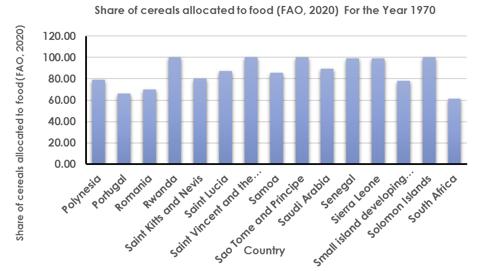 Share of cereals allocated to food (FAO, 2020)  For the Year 1970
Share of cereals allocated to food (FAO, 2020)
120.00
100.00
80.00
60.00
40.00
20.00
0.00
Polynesia
Portugal
Romania
Rwanda
Saint Kitts and Nevis
Saint Lucia
Saint Vincent and the…
Samoa
Sao Tome and Principe
Saudi Arabia
Senegal
Sierra Leone
Small island developing…
Solomon Islands
South Africa
Country